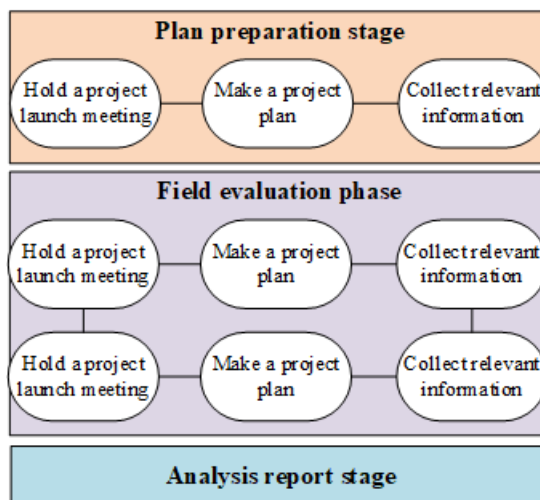 Plan preparation stage
Hold a project
launch meeting
Make a project
plan
Collect relevant
information
Field evaluation phase
Hold a project
launch meeting
Make a project
plan
Collect relevant
information
Hold a project
launch meeting
Make a project
plan
Collect relevant
information
Analysis report stage